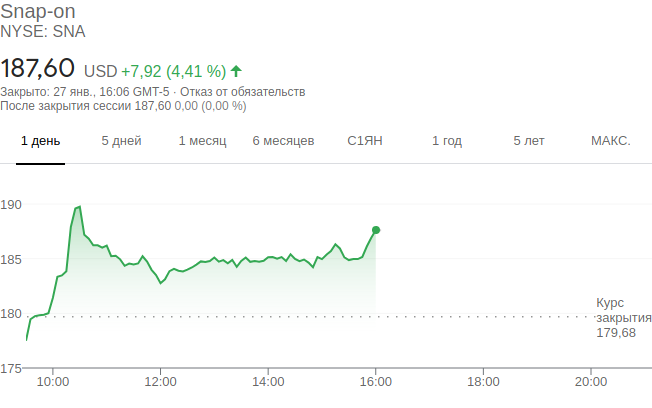 Snap-on
NYSE: SNA
187,60 USD +7,92 (4,41 %)
Закрыто: 27 янв., 16:06 GMT-5 · Отказ от обязательств
После закрытия сессии 187,60 0,00 (0,00 %)
1 день 5 дней 1 месяц 6 месяцев С1ЯН 1 год 5 лет МАКС.
190
185
180
175
Курс
закрытия
179,68
10:00 12:00 14:00 16:00 18:00 20:00